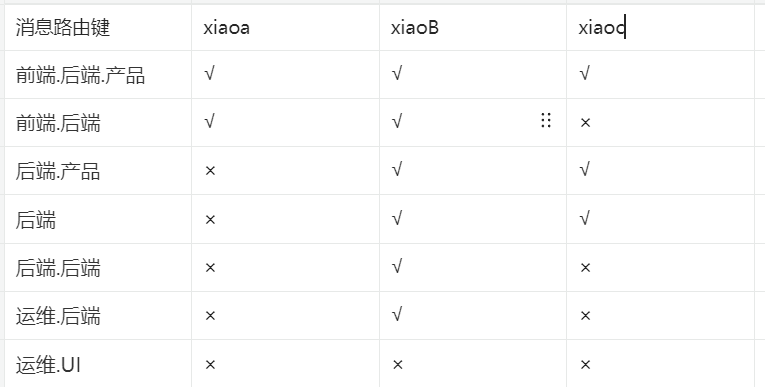 消息路由键 xiaoa xiaoB xiaoc
前端.后端.产品 √ √ √
前端.后端 √ √ ×
后端.产品 × √ √
后端 × √ √
后端.后端 × √ ×
运维.后端 × √ ×
运维.UI × × ×